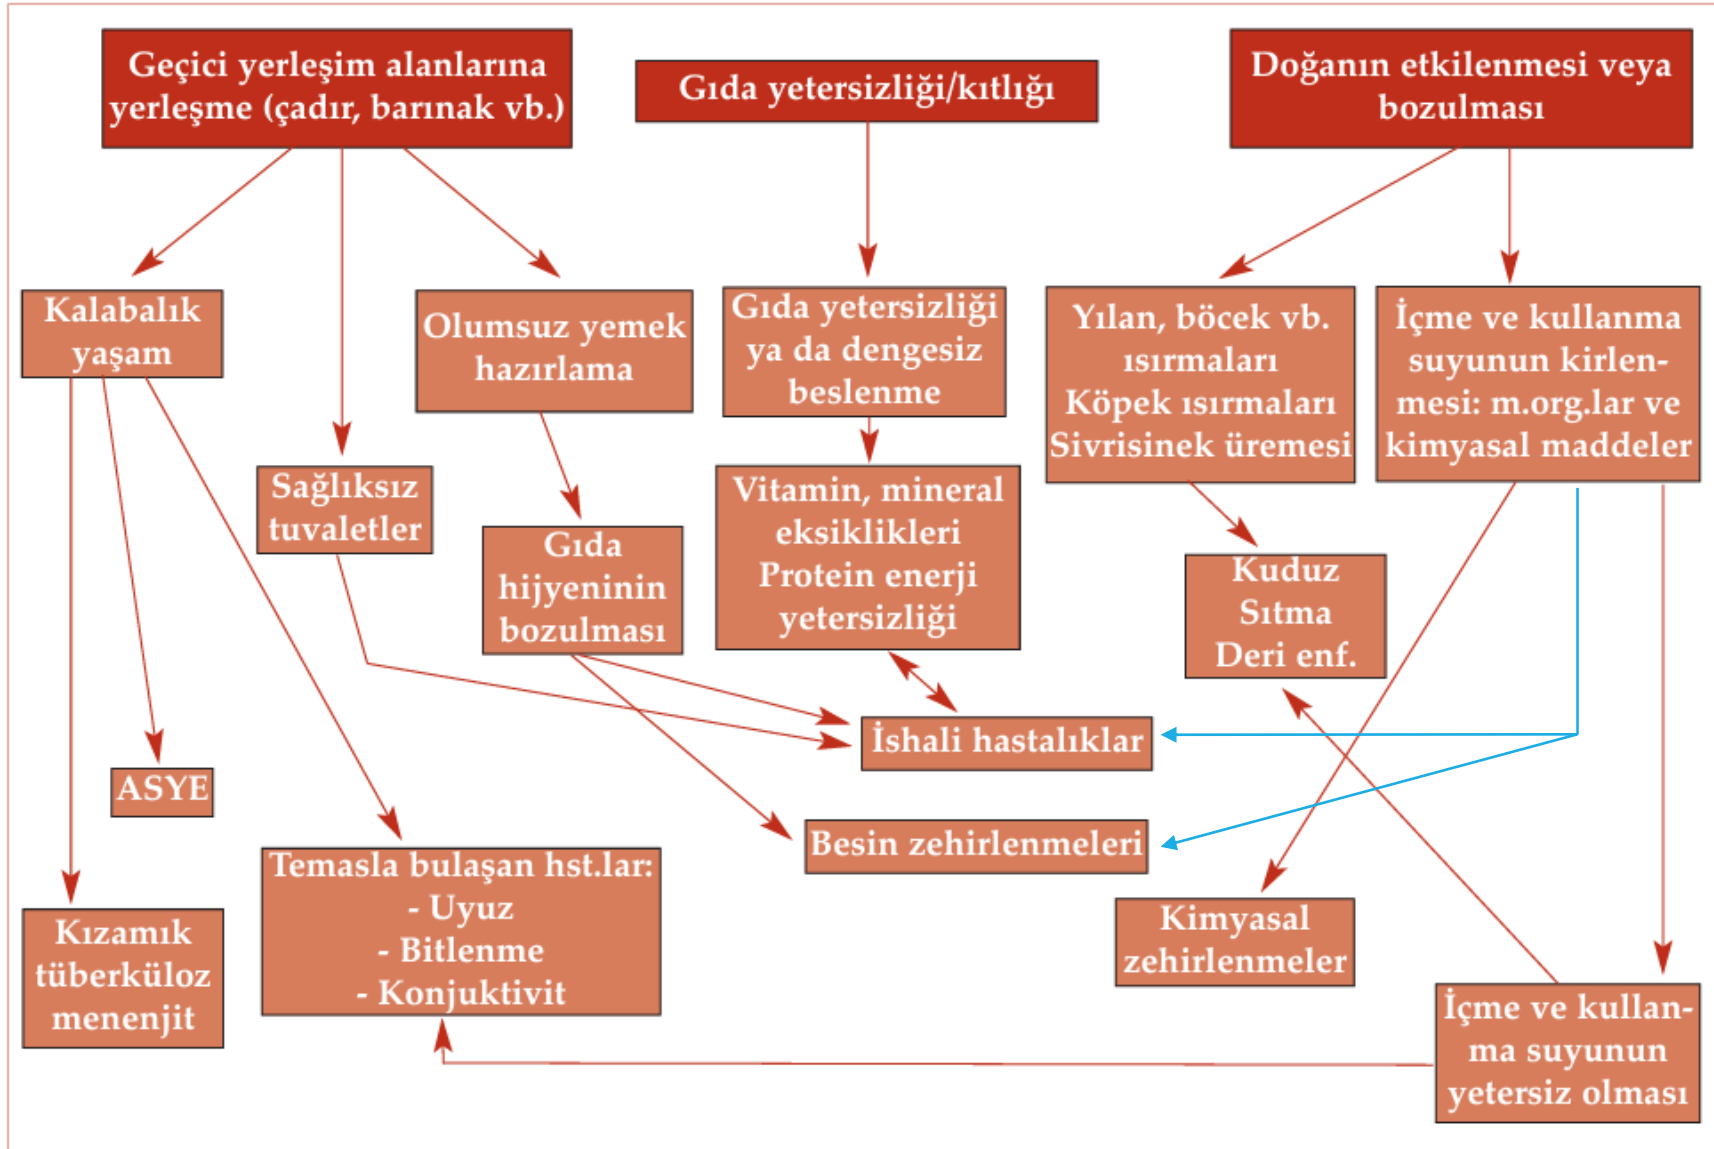 Geçici yerleşim alanlarına
yerleşme (çadır, barınak vb.)
Gıda yetersizliği/kıtlığı
Doğanın etkilenmesi veya
bozulması
Kalabalık
yaşam
Olumsuz yemek
hazırlama
Gıda yetersizliği
ya da dengesiz
beslenme
Yılan, böcek vb.
ısırmaları
Köpek ısırmaları
Sivrisinek üremesi
İçme ve kullanma
suyunun kirlen-
mesi: m.org.lar ve
kimyasal maddeler
Sağlıksız
tuvaletler
Gıda
hijyeninin
bozulması
Vitamin, mineral
eksiklikleri
Protein enerji
yetersizliği
Kuduz
Sıtma
Deri enf.
İshali hastalıklar
ASYE
Besin zehirlenmeleri
Temasla bulaşan hst.lar:
- Uyuz
- Bitlenme
- Konjuktivit
Kızamık
tüberküloz
menenjit
Kimyasal
zehirlenmeler
İçme ve kullan-
ma suyunun
yetersiz olması